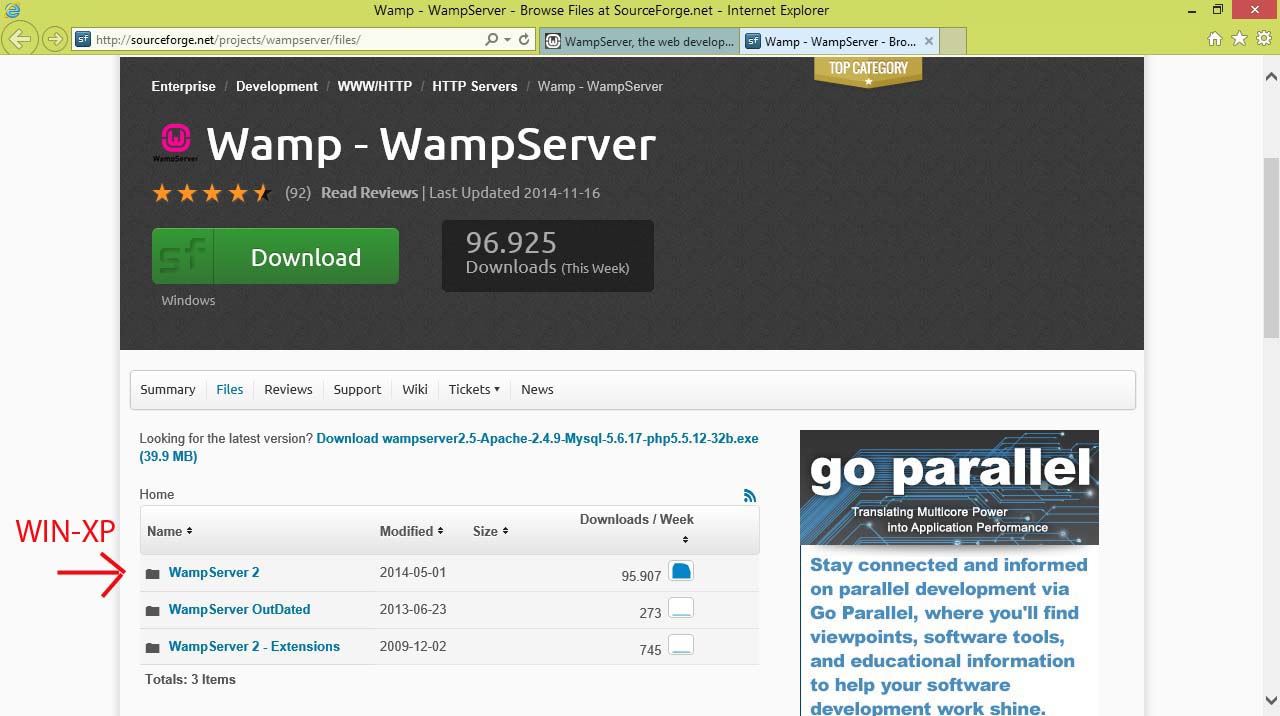 Wamp - WampServer - Browse Files at SourceForge.net - Internet Explorer
http://sourceforge.net/projects/wampserver/files/
WampServer, the web develop...
Wamp - WampServer - Bro...
TOP CATEGORY
Enterprise / Development / WWW/HTTP / HTTP Servers / Wamp - WampServer
WampServer
Wamp - WampServer
(92) Read Reviews | Last Updated 2014-11-16
sf Download
96.925
Downloads (This Week)
Windows
Summary Files Reviews Support Wiki Tickets News
Looking for the latest version? Download wampserver2.5-Apache-2.4.9-Mysql-5.6.17-php5.5.12-32b.exe
(39.9 MB)
Home
Name Modified Size Downloads / Week
WIN-XP
WampServer 2 2014-05-01 95.907
WampServer OutDated 2013-06-23 273
WampServer 2 - Extensions 2009-12-02 745
Totals: 3 Items
go parallel
Translating Multicore Power
into Application Performance
Stay connected and informed
on parallel development via
Go Parallel, where you'll find
viewpoints, software tools,
and educational information
to help your software
development work shine.